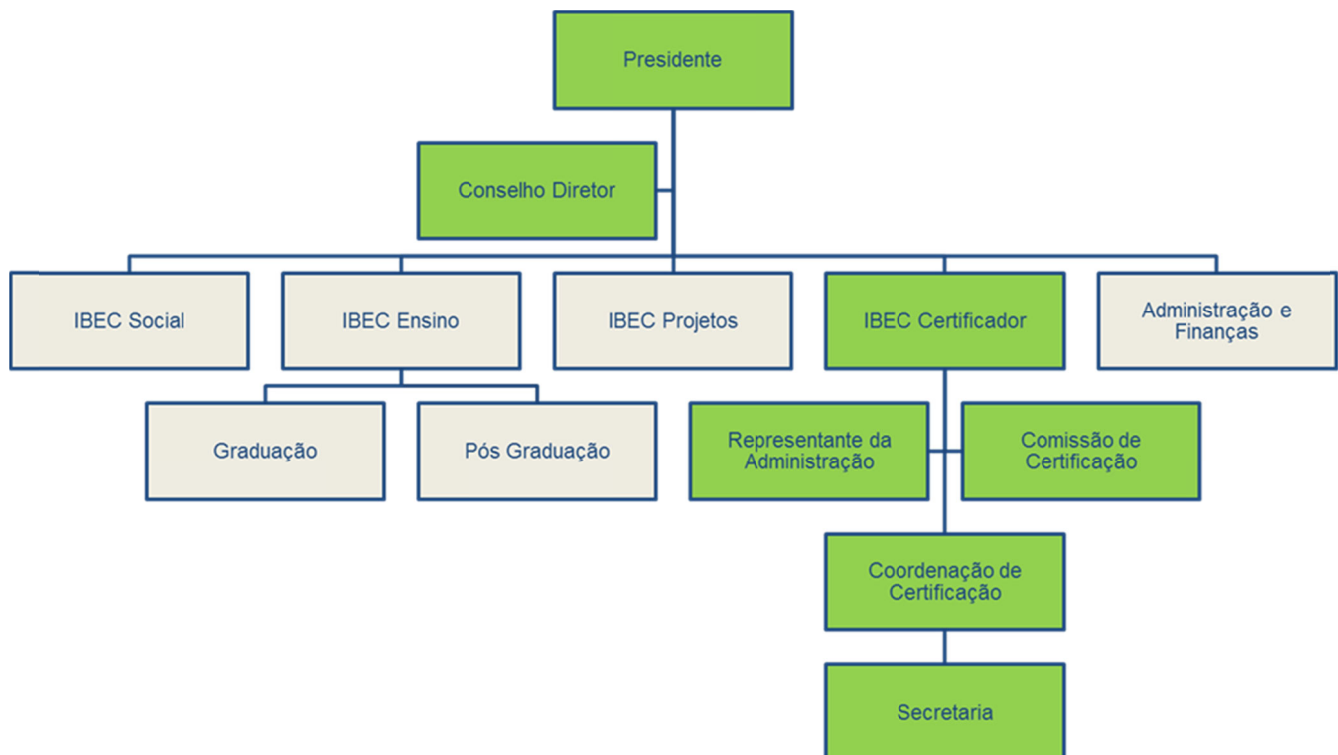 Presidente
Conselho Diretor
IBEC Social
IBEC Ensino
IBEC Projetos
IBEC Certificador
Administração e
Finanças
Graduação
Pós Graduação
Representante da
Administração
Comissão de
Certificação
Coordenação de
Certificação
Secretaria